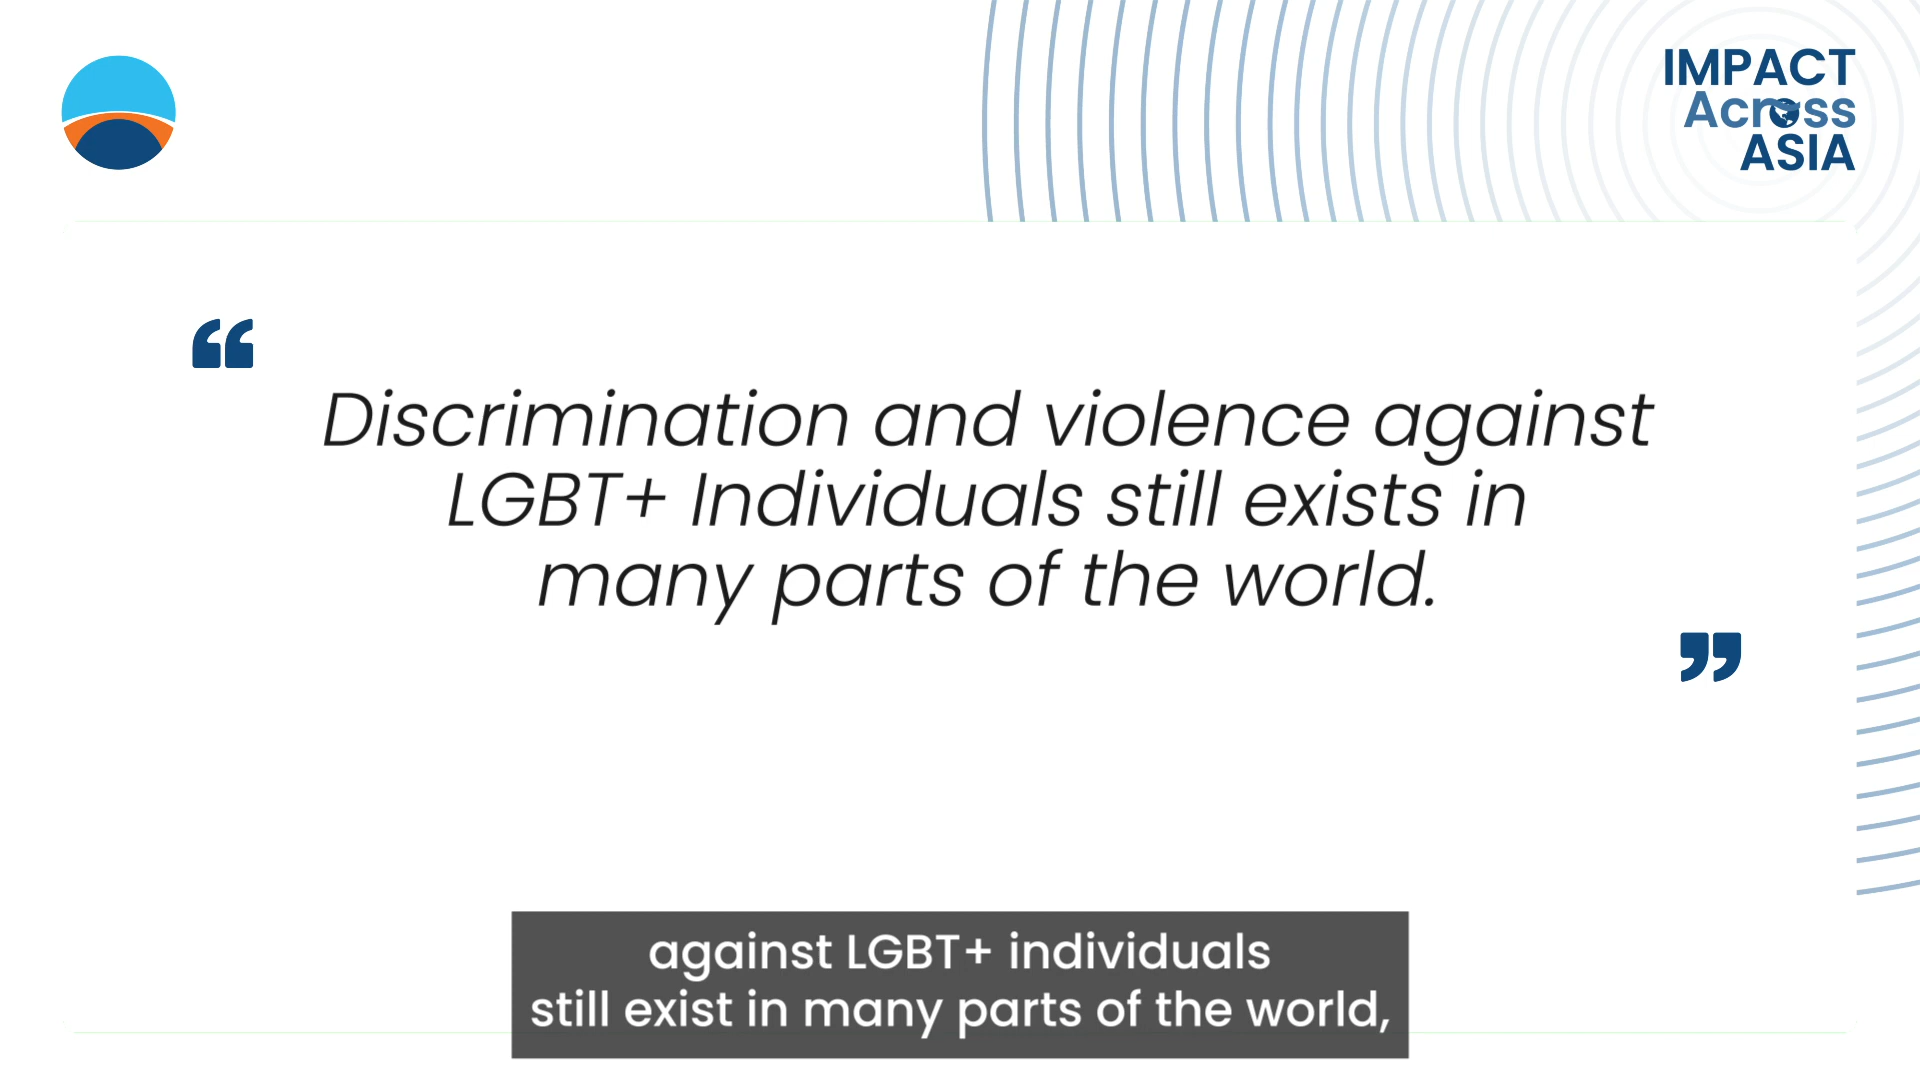 IMPACT
Across
ASIA
“
Discrimination and violence against
LGBT+ Individuals still exists in
many parts of the world.
”
against LGBT+ individuals
still exist in many parts of the world,